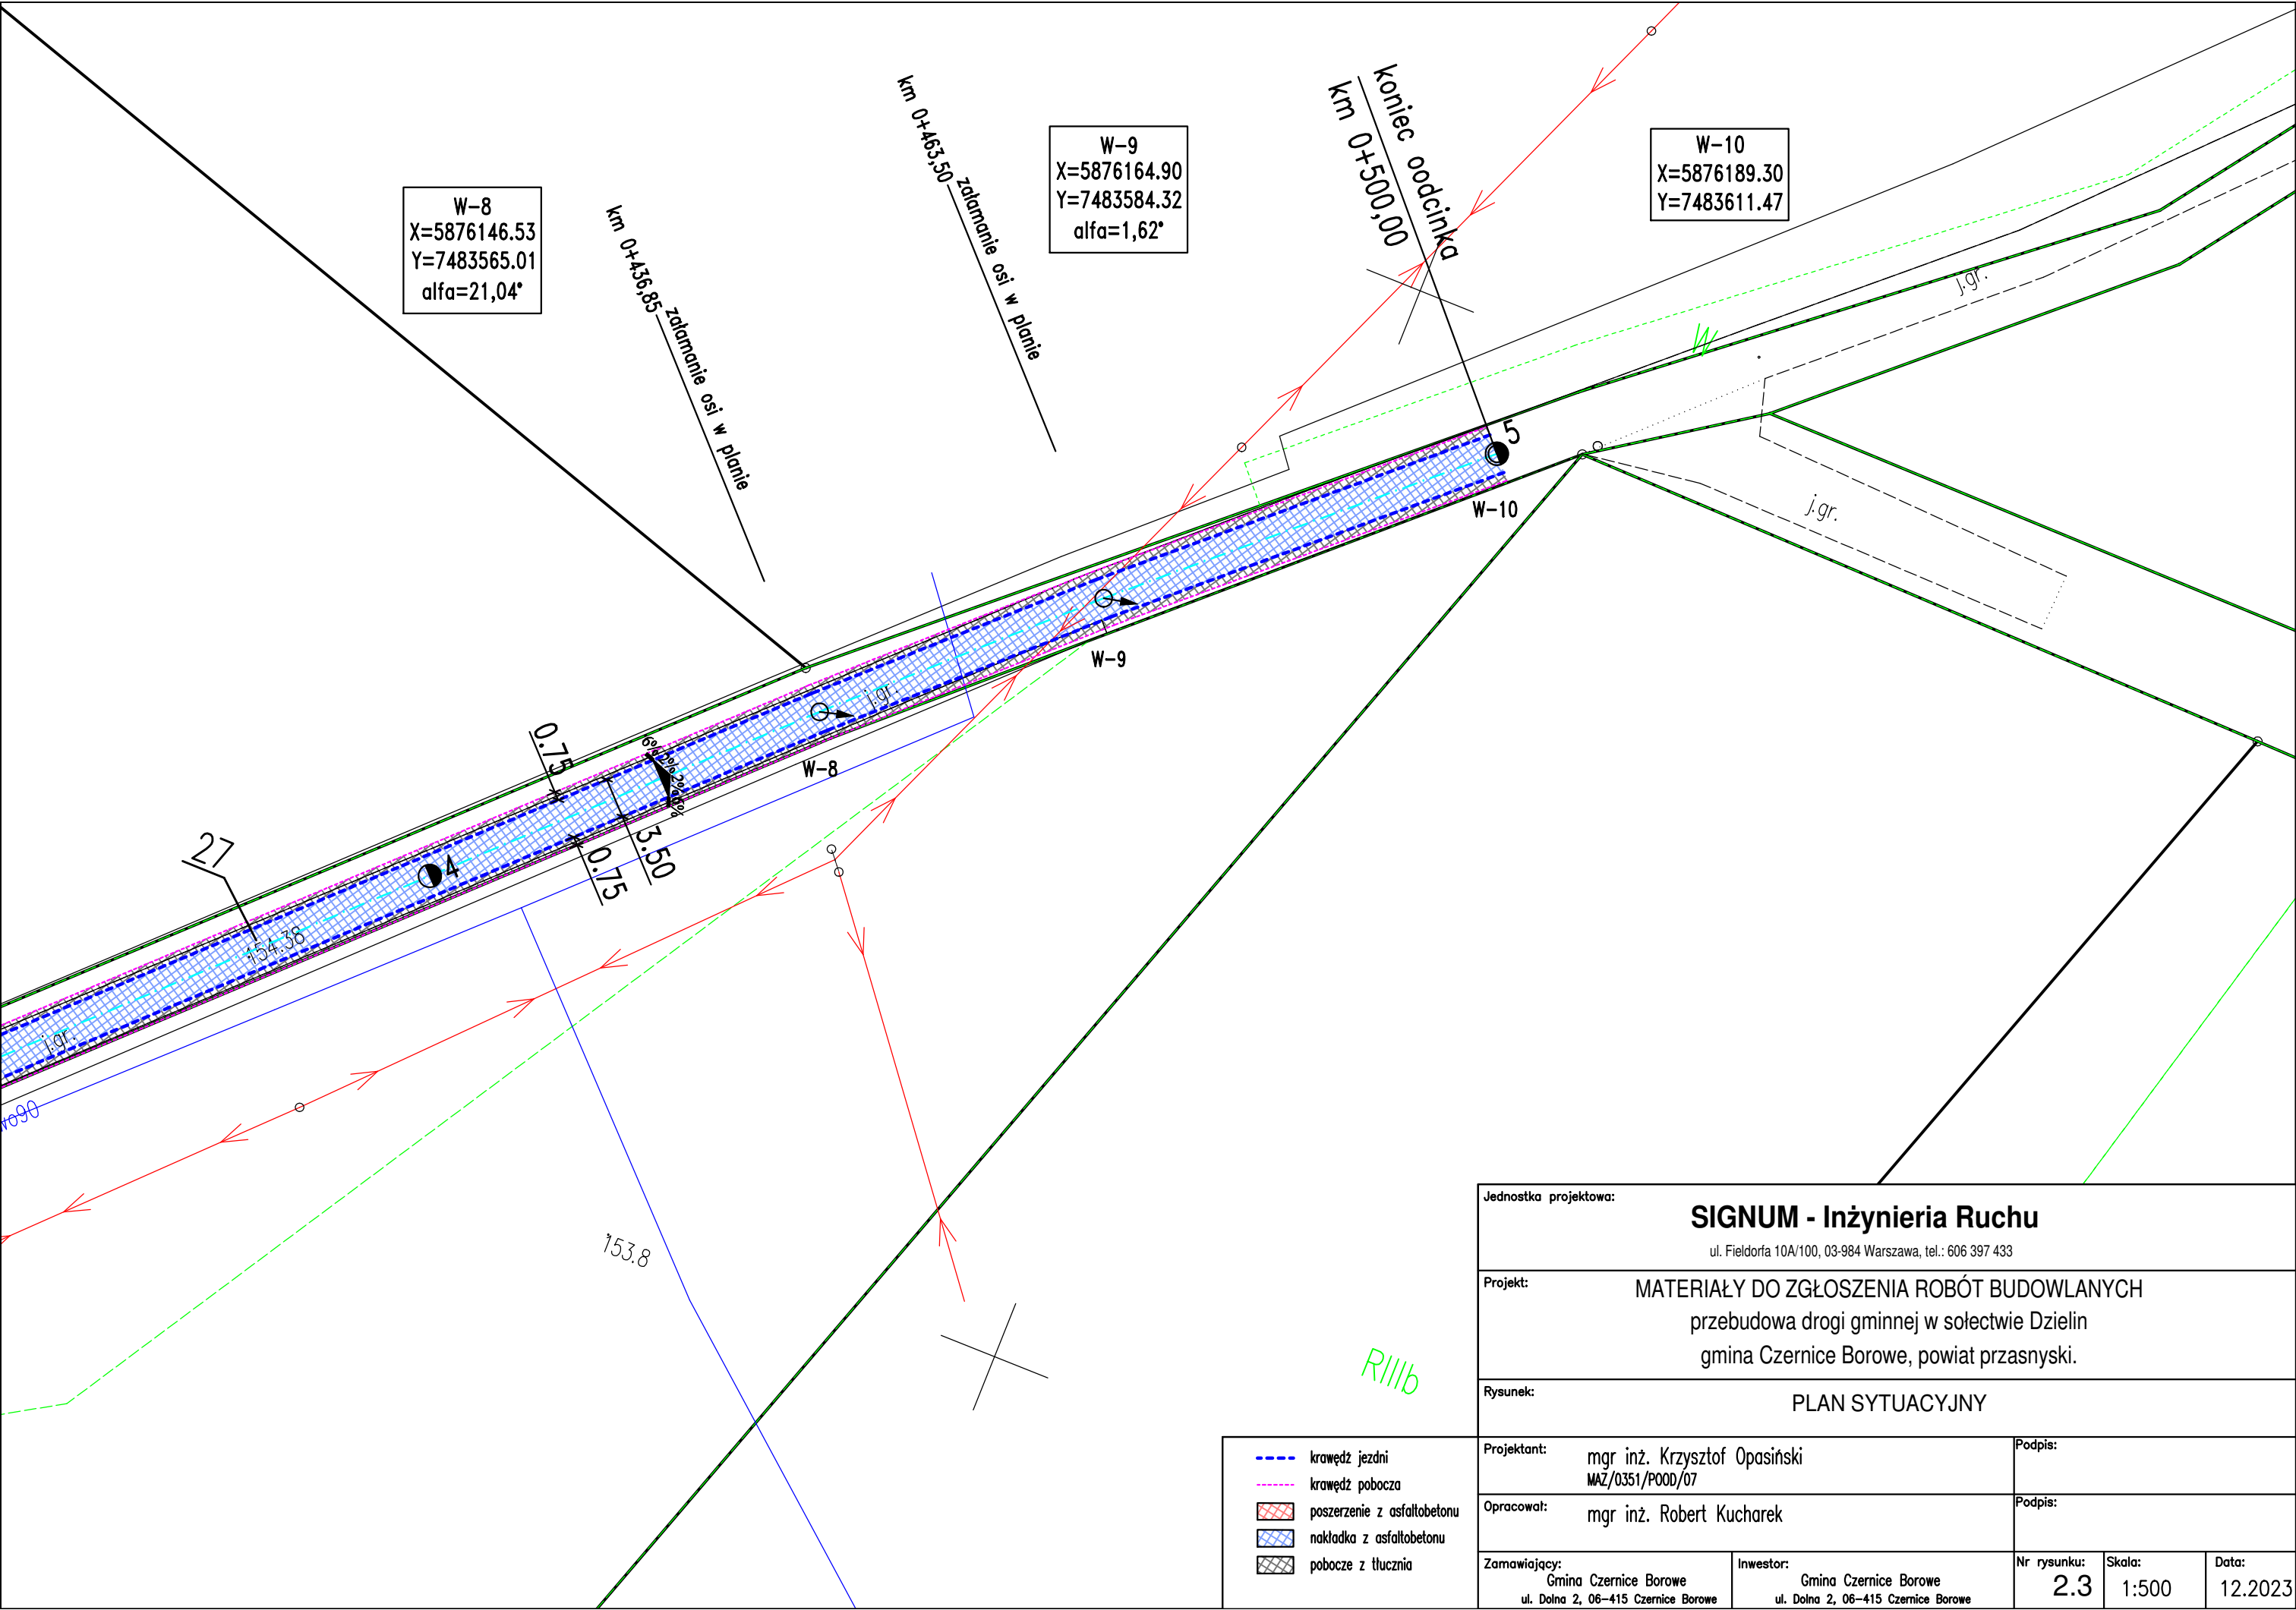 W-8
X=5876146.53
Y=7483565.01
alfa=21,04°
km 0+436,85
załamanie osi w planie
km 0+463,50
załamanie osi w planie
W-9
X=5876164.90
Y=7483584.32
alfa=1,62°
koniec oodcinka
km 0+500,00
W-10
X=5876189.30
Y=7483611.47
j.gr.
W
5
W-10
j.gr.
W-9
j.gr.
W-8
0.75
6% 2% 2% 6%
3.50
0.75
27
4
154.38
j.gr.
wo90
153.8
RIIIb
krawędź jezdni
krawędź pobocza
poszerzenie z asfaltobetonu
nakładka z asfaltobetonu
pobocze z tłucznia
Jednostka projektowa:
SIGNUM - Inżynieria Ruchu
ul. Fieldorfa 10A/100, 03-984 Warszawa, tel.: 606 397 433
Projekt:
MATERIAŁY DO ZGŁOSZENIA ROBÓT BUDOWLANYCH
przebudowa drogi gminnej w sołectwie Dzielin
gmina Czernice Borowe, powiat przasnyski.
Rysunek:
PLAN SYTUACYJNY
Projektant:
mgr inż. Krzysztof Opasiński
MAZ/0351/POOD/07
Podpis:
Opracował:
mgr inż. Robert Kucharek
Podpis:
Zamawiający:
Gmina Czernice Borowe
ul. Dolna 2, 06-415 Czernice Borowe
Inwestor:
Gmina Czernice Borowe
ul. Dolna 2, 06-415 Czernice Borowe
Nr rysunku:
2.3
Skala:
1:500
Data:
12.2023